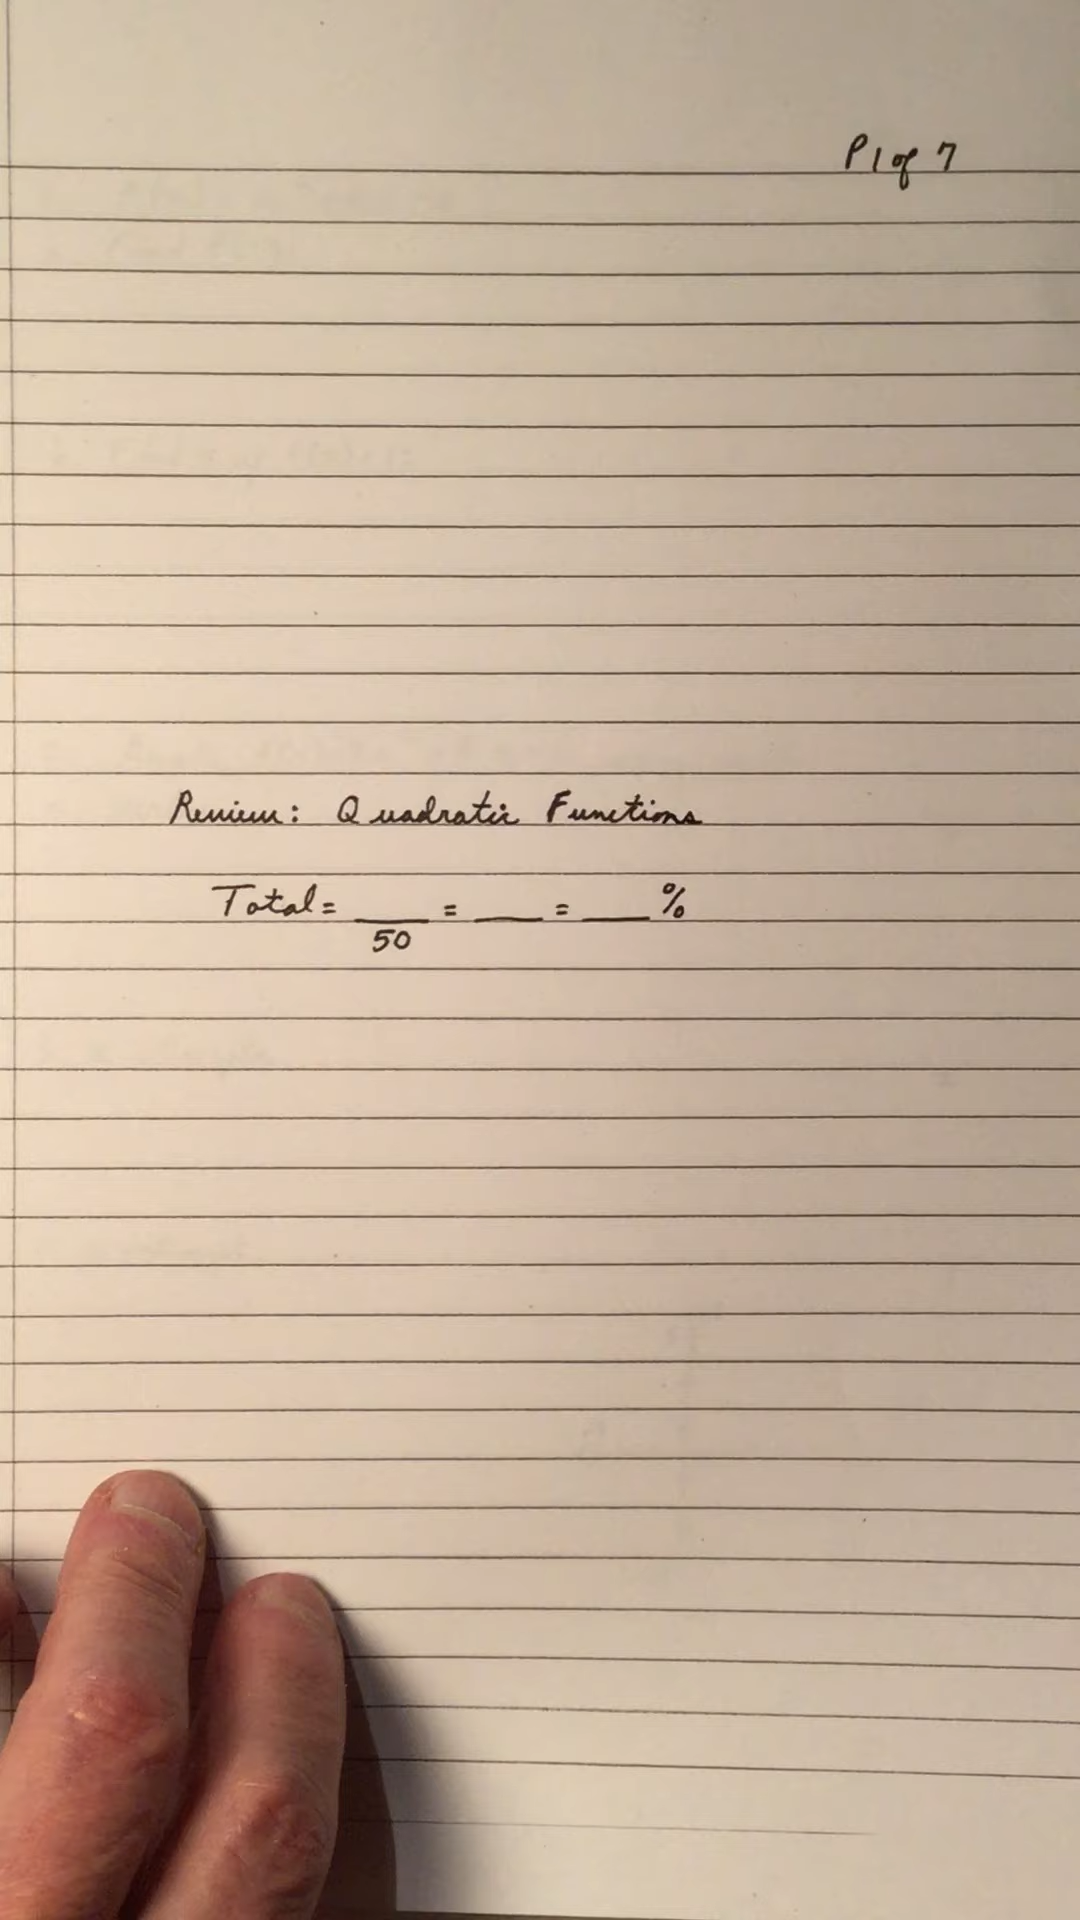 P1 of 7
Review: Quadratic Functions
Total = ___ = ___ = ___ %
50